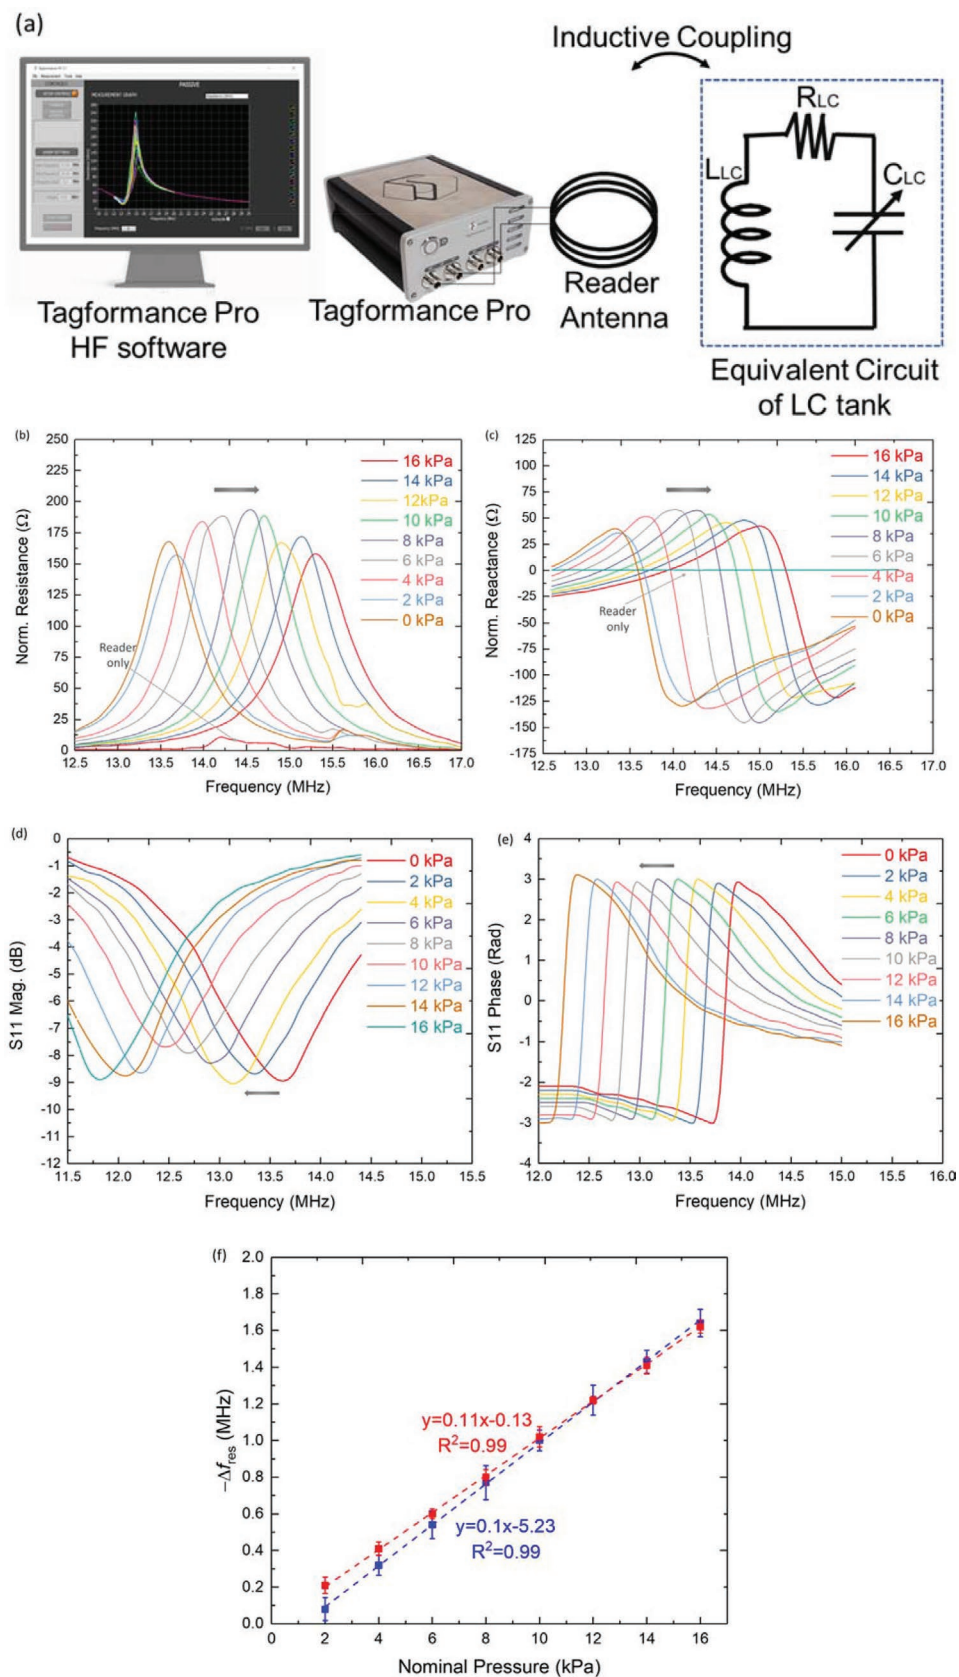 (a)
Inductive Coupling
PASSIVE
MEASUREMENT GRAPH
Frequency (MHz)
Tagformance Pro
HF software
Tagformance Pro
Reader
Antenna
RLC
LLC
CLC
Equivalent Circuit
of LC tank
(b)
Norm. Resistance (Ω)
250
225
200
175
150
125
100
75
50
25
0
16 kPa
14 kPa
12kPa
10 kPa
8 kPa
6 kPa
4 kPa
2 kPa
0 kPa
Reader
only
12.5 13.0 13.5 14.0 14.5 15.0 15.5 16.0 16.5 17.0
Frequency (MHz)
(c)
Norm. Reactance (Ω)
125
100
75
50
25
0
-25
-50
-75
-100
-125
-150
-175
16 kPa
14 kPa
12 kPa
10 kPa
8 kPa
6 kPa
4 kPa
2 kPa
0 kPa
Reader
only
12.5 13.0 13.5 14.0 14.5 15.0 15.5 16.0 16.5 17.0
Frequency (MHz)
(d)
S11 Mag. (dB)
0
-1
-2
-3
-4
-5
-6
-7
-8
-9
-10
-11
-12
0 kPa
2 kPa
4 kPa
6 kPa
8 kPa
10 kPa
12 kPa
14 kPa
16 kPa
11.5 12.0 12.5 13.0 13.5 14.0 14.5 15.0 15.5
Frequency (MHz)
(e)
S11 Phase (Rad)
4
3
2
1
0
-1
-2
-3
-4
0 kPa
2 kPa
4 kPa
6 kPa
8 kPa
10 kPa
12 kPa
14 kPa
16 kPa
12.0 12.5 13.0 13.5 14.0 14.5 15.0 15.5 16.0
Frequency (MHz)
(f)
−Δfres (MHz)
2.0
1.8
1.6
1.4
1.2
1.0
0.8
0.6
0.4
0.2
0.0
y=0.11x-0.13
R²=0.99
y=0.1x-5.23
R²=0.99
0 2 4 6 8 10 12 14 16
Nominal Pressure (kPa)